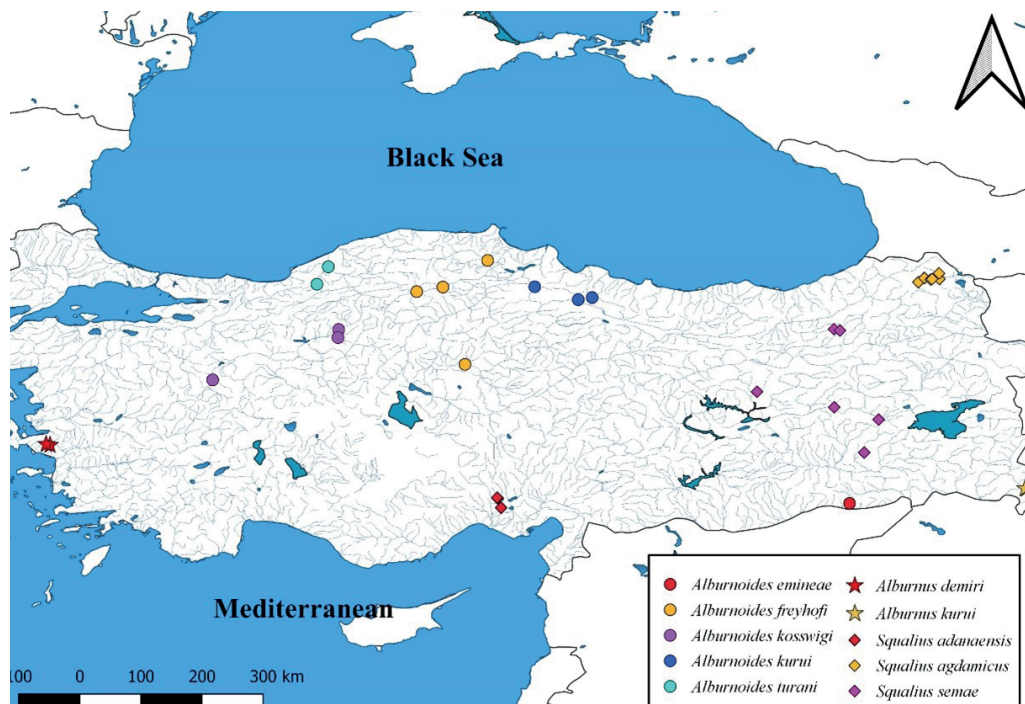 Black Sea
Mediterranean
Alburnoides emineae
Alburnoides freyhofi
Alburnoides kosswigi
Alburnoides kurui
Alburnoides turani
Alburnus demiri
Alburnus kurui
Squalius adanaensis
Squalius agdamicus
Squalius semae
100 0 100 200 300 km